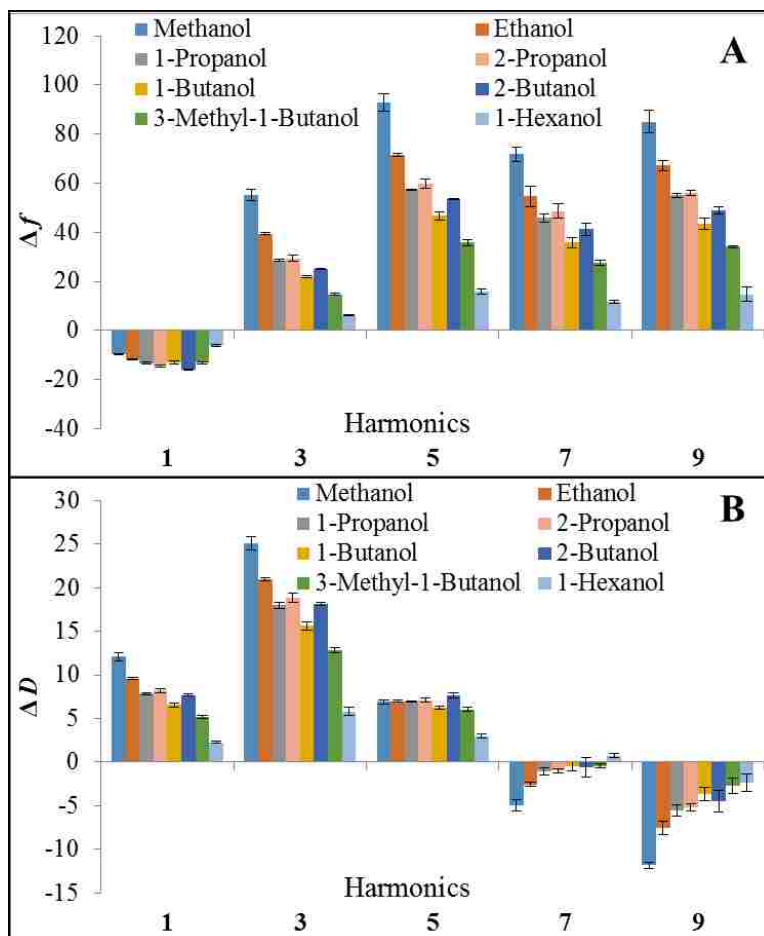 A
Methanol Ethanol
1-Propanol 2-Propanol
1-Butanol 2-Butanol
3-Methyl-1-Butanol 1-Hexanol
Δf
120
100
80
60
40
20
0
-20
-40
Harmonics
1 3 5 7 9
B
Methanol Ethanol
1-Propanol 2-Propanol
1-Butanol 2-Butanol
3-Methyl-1-Butanol 1-Hexanol
ΔD
30
25
20
15
10
5
0
-5
-10
-15
Harmonics
1 3 5 7 9